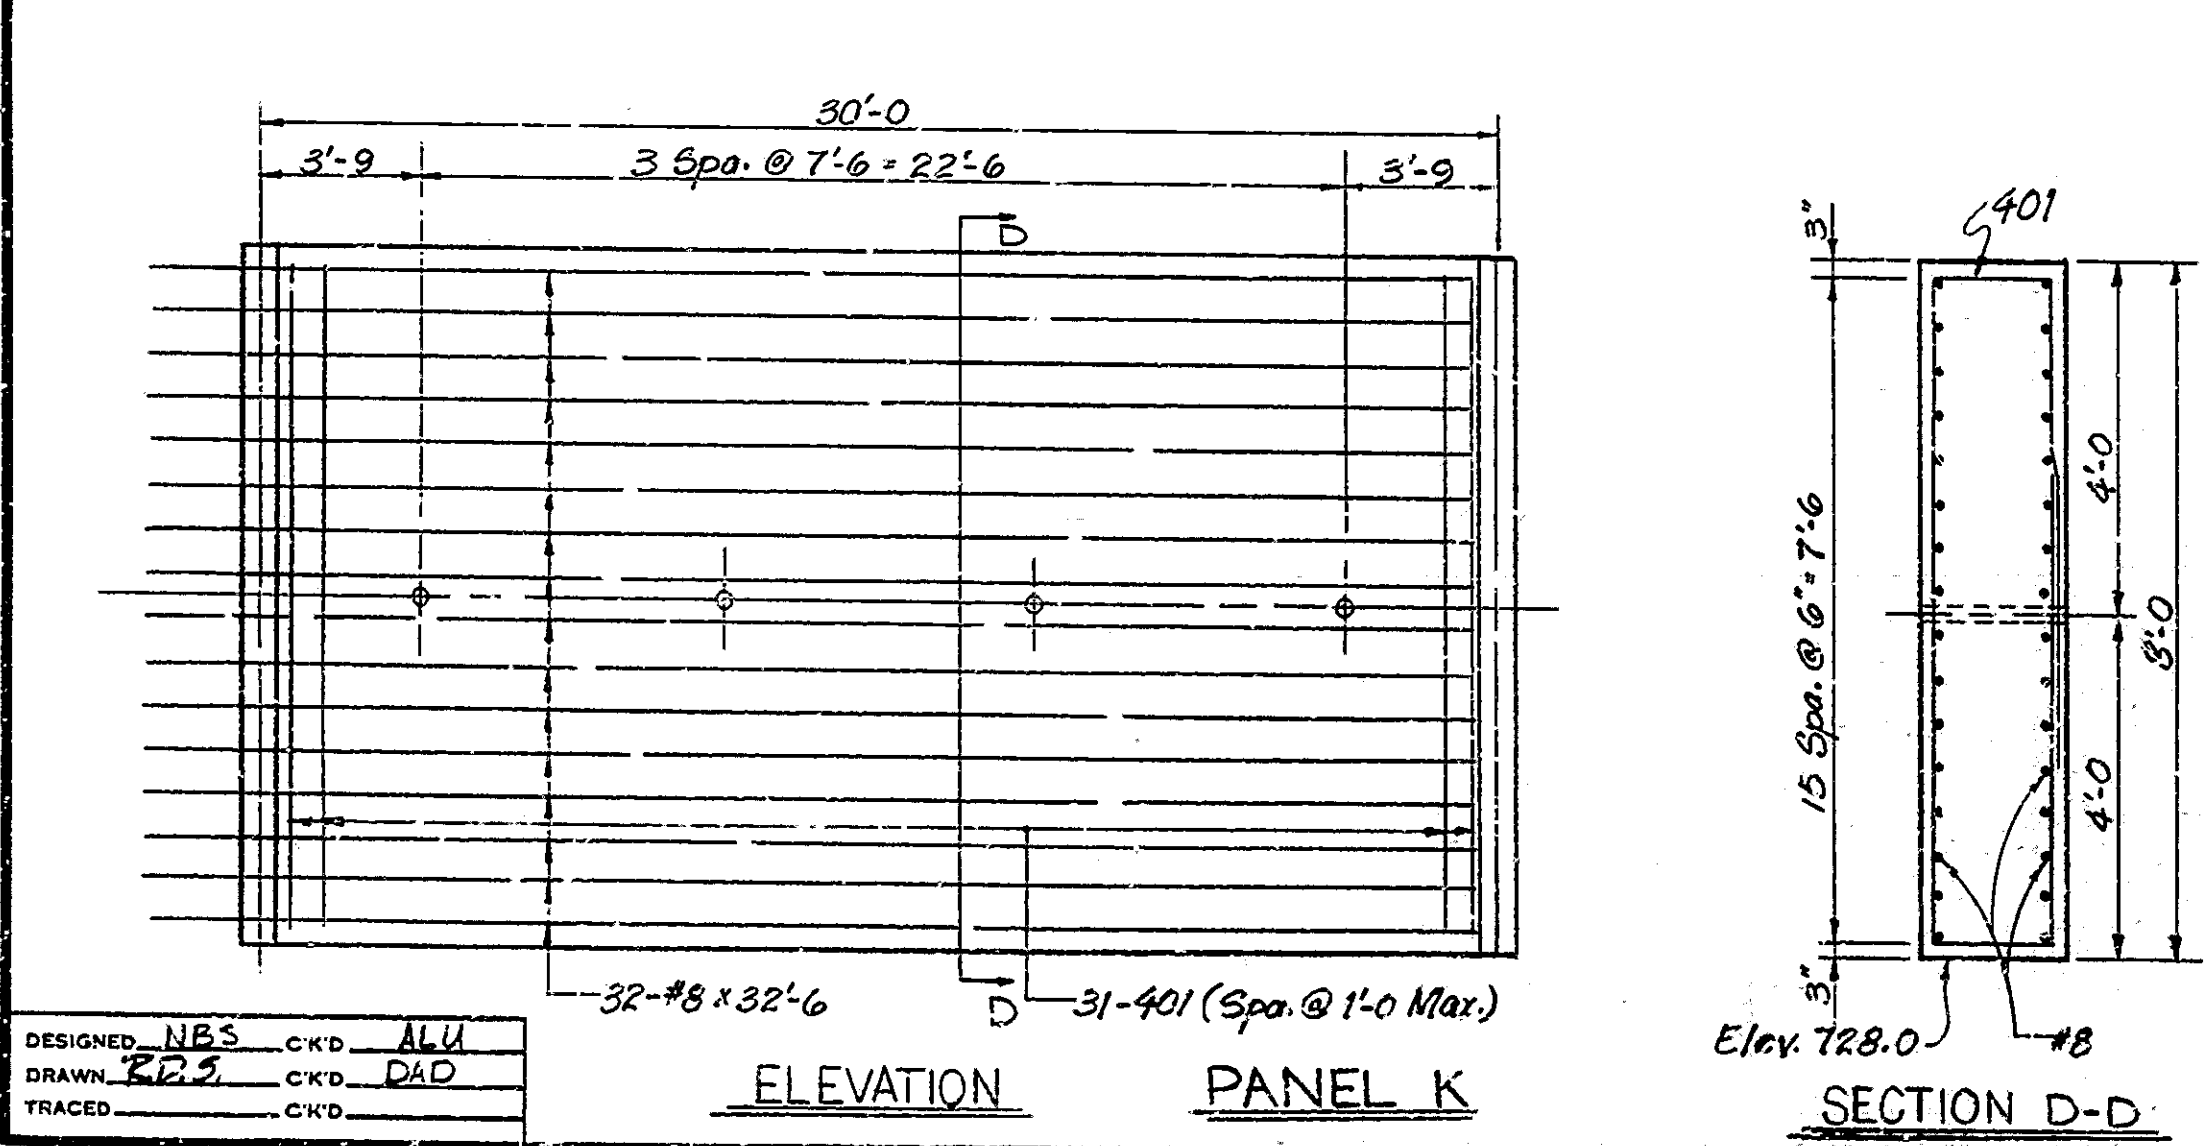 30'-0
3'-9
3 Spa. @ 7'-6 = 22'-6
3'-9
D
D
32-#8 x 32'-6
31-401 (Spa. @ 1'-0 Max.)
ELEVATION
PANEL K
401
3"
15 Spa. @ 6" = 7'-6
3"
4'-0
4'-0
8'-0
Elev. 728.0
#8
SECTION D-D
DESIGNED NBS C'K'D ALU
DRAWN R.D.S. C'K'D DAD
TRACED C'K'D